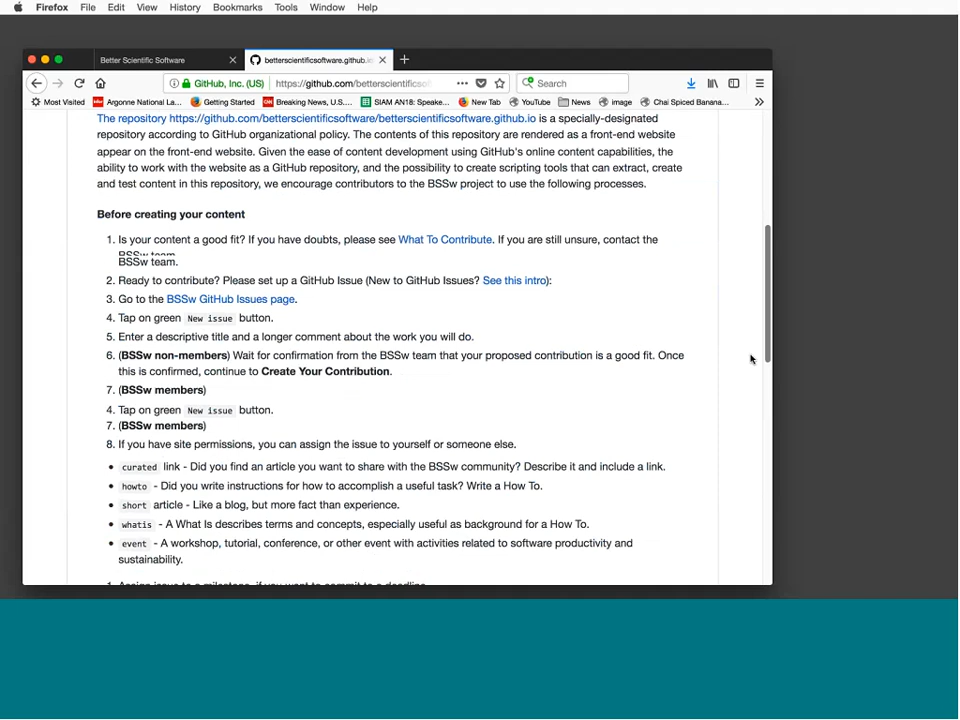 Firefox File Edit View History Bookmarks Tools Window Help
Better Scientific Software
betterscientificsoftware.github.io
GitHub, Inc. (US) https://github.com/betterscientificso
Search
Most Visited Argonne National La... Getting Started Breaking News, U.S.... SIAM AN18: Speake... New Tab YouTube News image Chai Spiced Banana...
The repository https://github.com/betterscientificsoftware/betterscientificsoftware.github.io is a specially-designated
repository according to GitHub organizational policy. The contents of this repository are rendered as a front-end website
appear on the front-end website. Given the ease of content development using GitHub's online content capabilities, the
ability to work with the website as a GitHub repository, and the possibility to create scripting tools that can extract, create
and test content in this repository, we encourage contributors to the BSSw project to use the following processes.
Before creating your content
1. Is your content a good fit? If you have doubts, please see What To Contribute. If you are still unsure, contact the
BSSw team.
BSSw team.
2. Ready to contribute? Please set up a GitHub Issue (New to GitHub Issues? See this intro):
3. Go to the BSSw GitHub Issues page.
4. Tap on green New issue button.
5. Enter a descriptive title and a longer comment about the work you will do.
6. (BSSw non-members) Wait for confirmation from the BSSw team that your proposed contribution is a good fit. Once
this is confirmed, continue to Create Your Contribution.
7. (BSSw members)
4. Tap on green New issue button.
7. (BSSw members)
8. If you have site permissions, you can assign the issue to yourself or someone else.
• curated link - Did you find an article you want to share with the BSSw community? Describe it and include a link.
• howto - Did you write instructions for how to accomplish a useful task? Write a How To.
• short article - Like a blog, but more fact than experience.
• whatis - A What Is describes terms and concepts, especially useful as background for a How To.
• event - A workshop, tutorial, conference, or other event with activities related to software productivity and
sustainability.
1. Assign issue to a milestone, if you want to commit to a deadline.